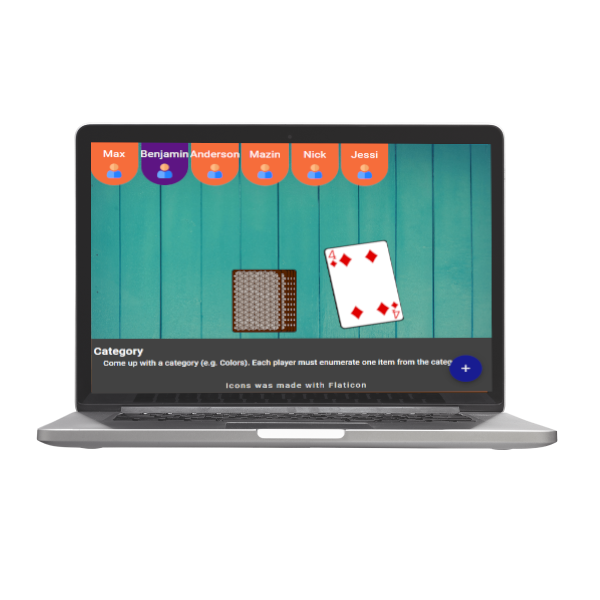 Max Benjamin Anderson Mazin Nick Jessi
4
4
Category
Come up with a category (e.g. Colors). Each player must enumerate one item from the categ
+
Icons was made with Flaticon